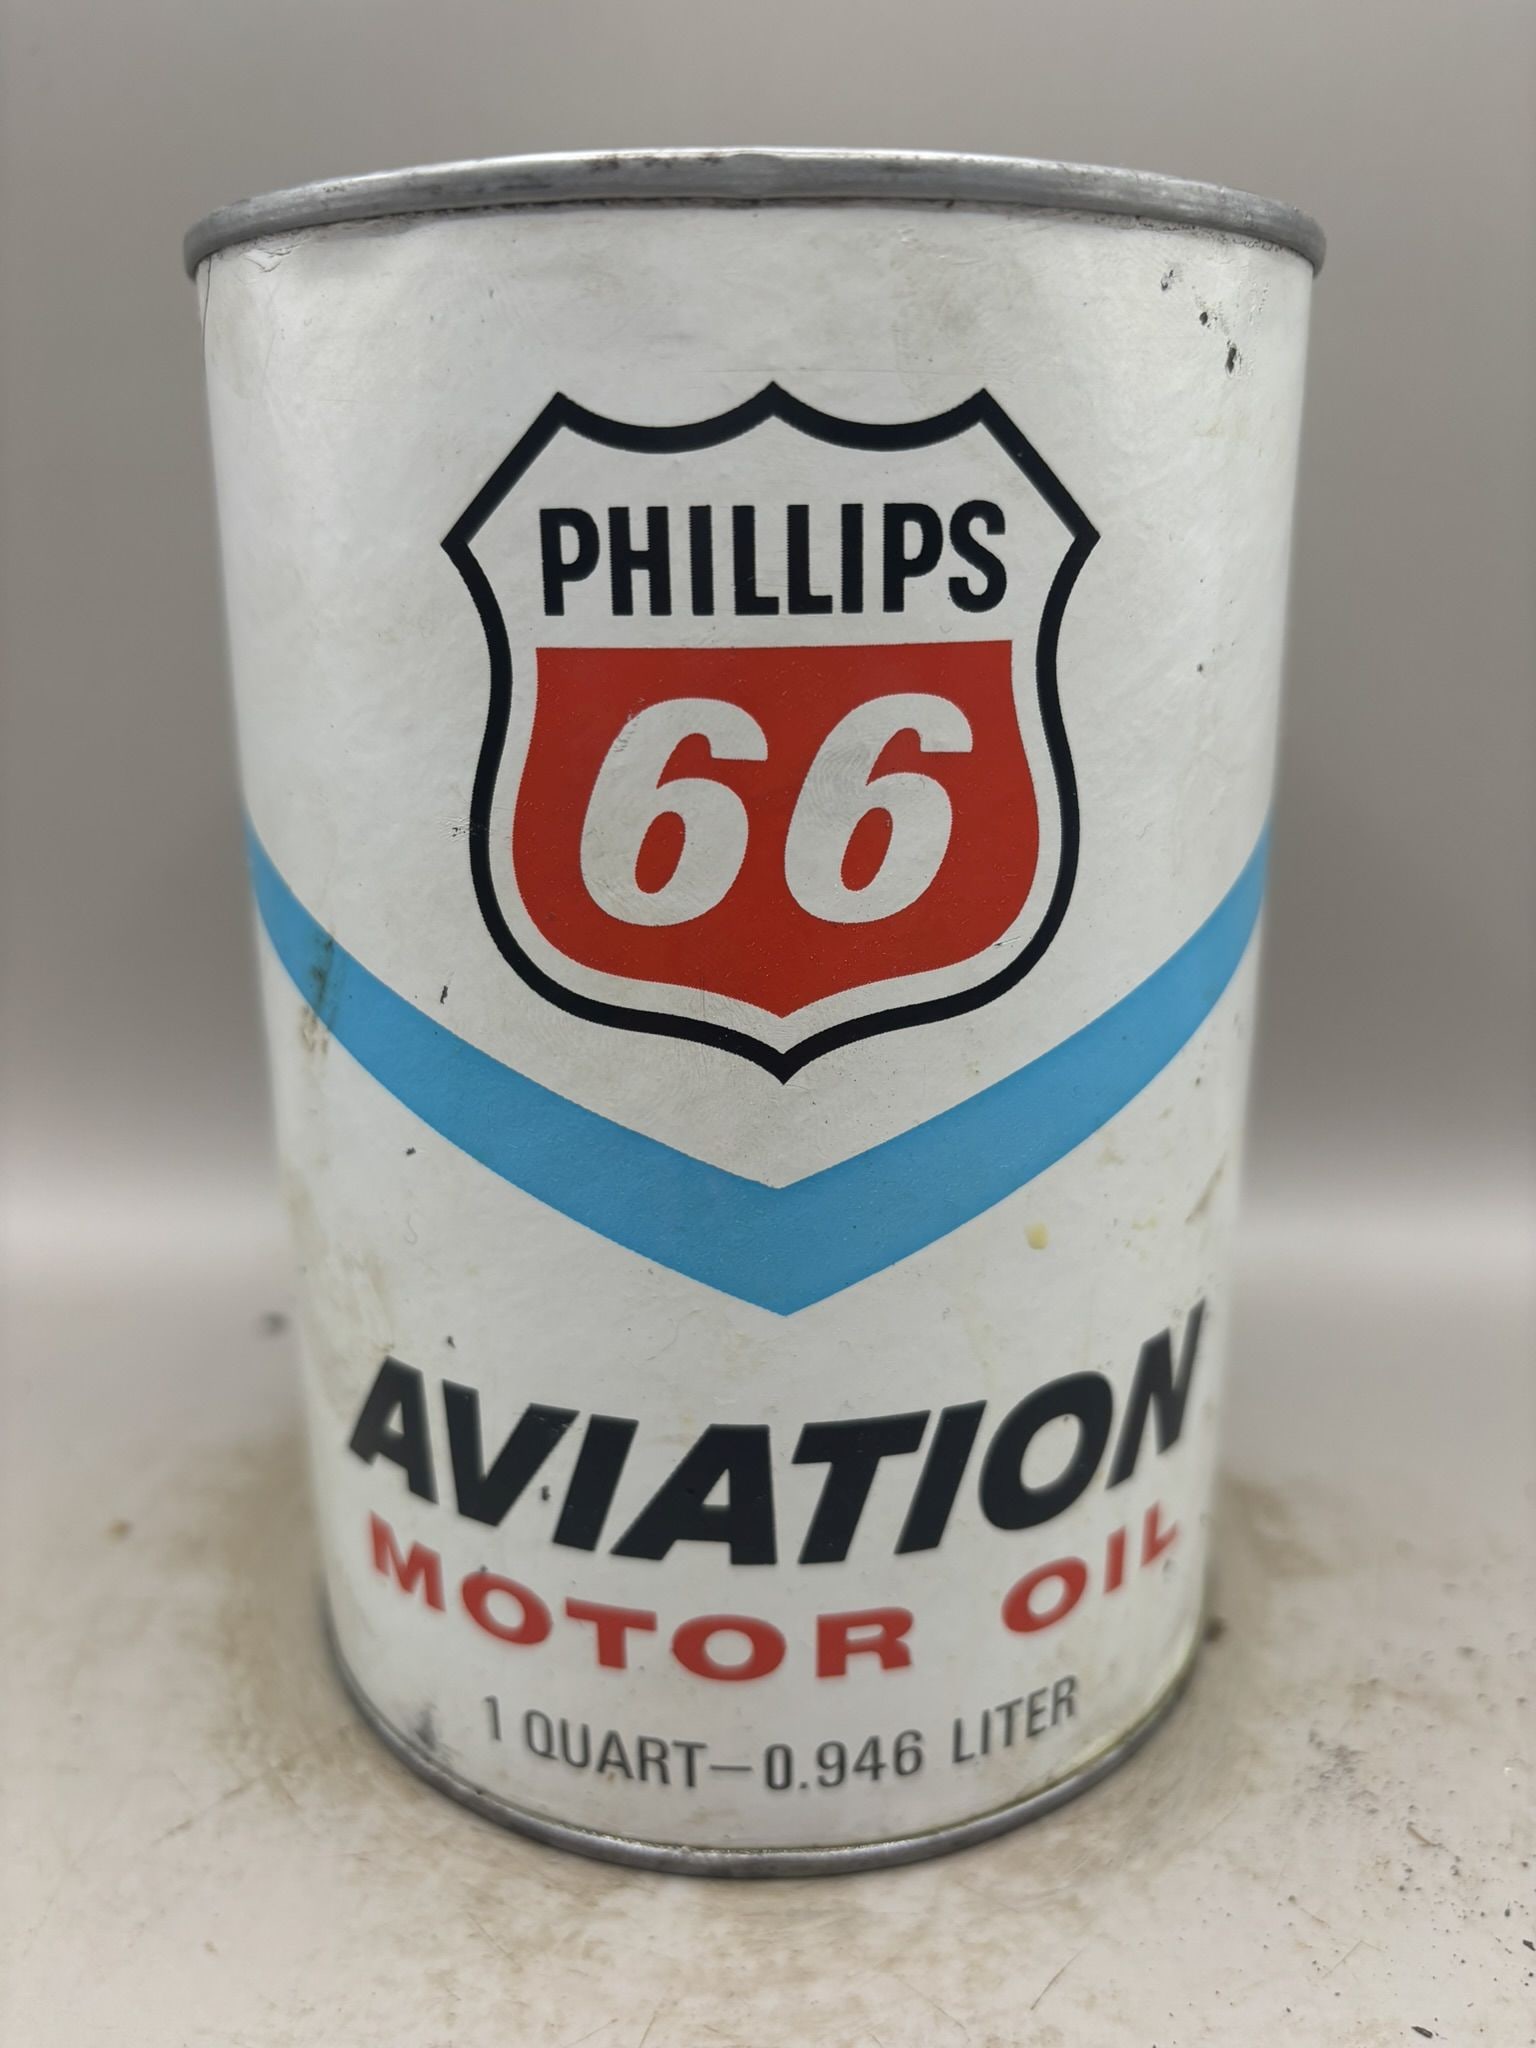 PHILLIPS
66
AVIATION
MOTOR OIL
1 QUART—0.946 LITER